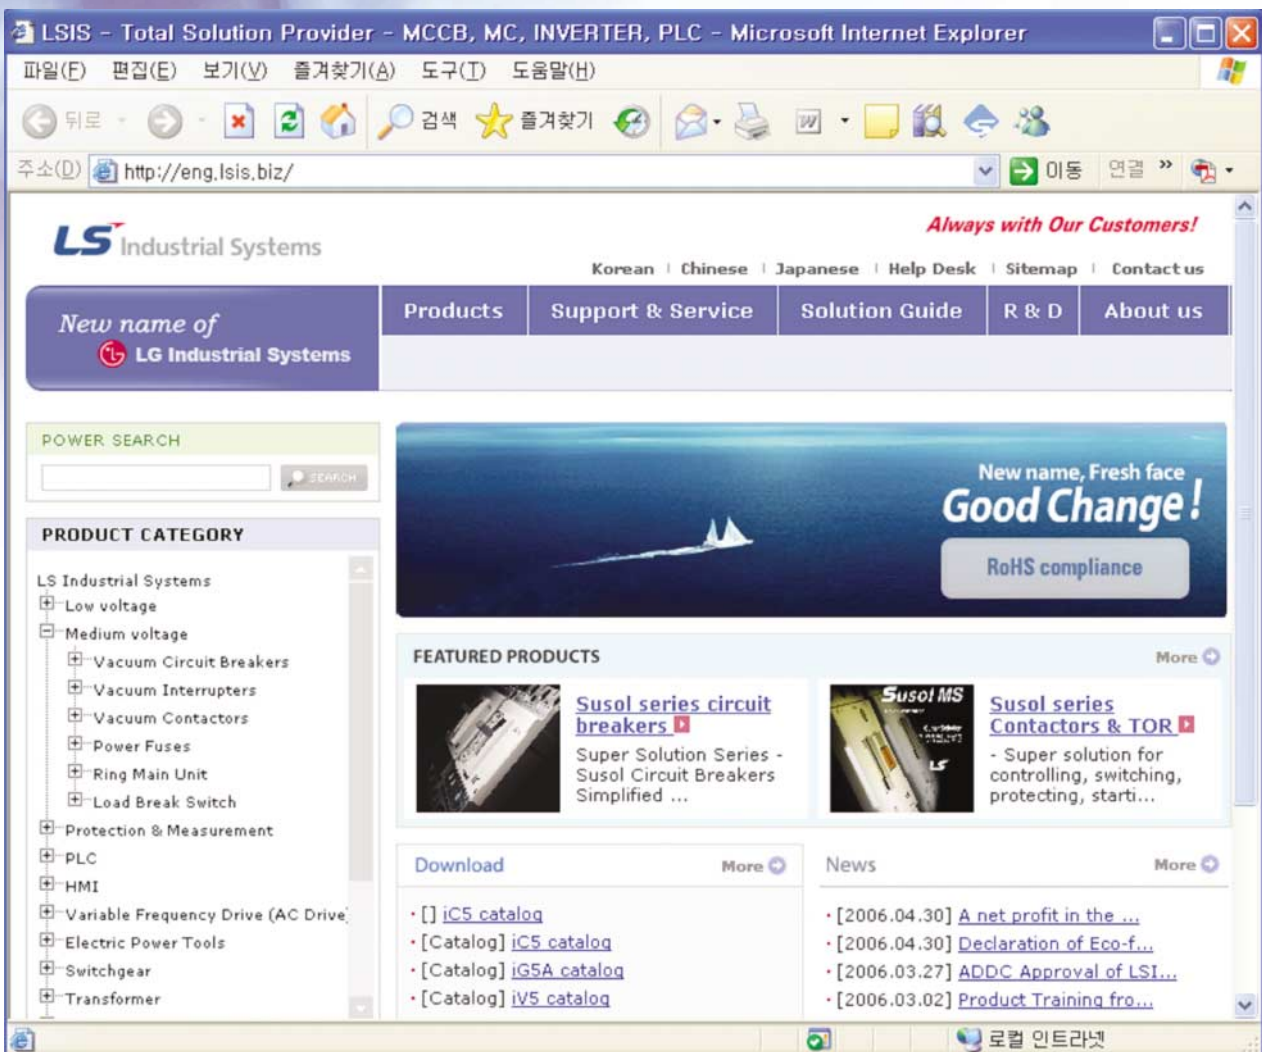 LSIS - Total Solution Provider - MCCB, MC, INVERTER, PLC - Microsoft Internet Explorer
파일(F) 편집(E) 보기(V) 즐겨찾기(A) 도구(T) 도움말(H)
뒤로 검색 즐겨찾기
주소(D) http://eng.lsis.biz/ 이동 연결 »
LS Industrial Systems
Always with Our Customers!
Korean | Chinese | Japanese | Help Desk | Sitemap | Contact us
New name of
LG Industrial Systems
Products Support & Service Solution Guide R & D About us
POWER SEARCH
SEARCH
PRODUCT CATEGORY
LS Industrial Systems
Low voltage
Medium voltage
Vacuum Circuit Breakers
Vacuum Interrupters
Vacuum Contactors
Power Fuses
Ring Main Unit
Load Break Switch
Protection & Measurement
PLC
HMI
Variable Frequency Drive (AC Drive)
Electric Power Tools
Switchgear
Transformer
New name, Fresh face
Good Change!
RoHS compliance
FEATURED PRODUCTS More
Susol series circuit
breakers
Super Solution Series -
Susol Circuit Breakers
Simplified ...
Susol MS
LS
Susol series
Contactors & TOR
- Super solution for
controlling, switching,
protecting, starti...
Download More
· [] iC5 catalog
· [Catalog] iC5 catalog
· [Catalog] iG5A catalog
· [Catalog] iV5 catalog
News More
· [2006.04.30] A net profit in the ...
· [2006.04.30] Declaration of Eco-f...
· [2006.03.27] ADDC Approval of LSI...
· [2006.03.02] Product Training fro...
로컬 인트라넷